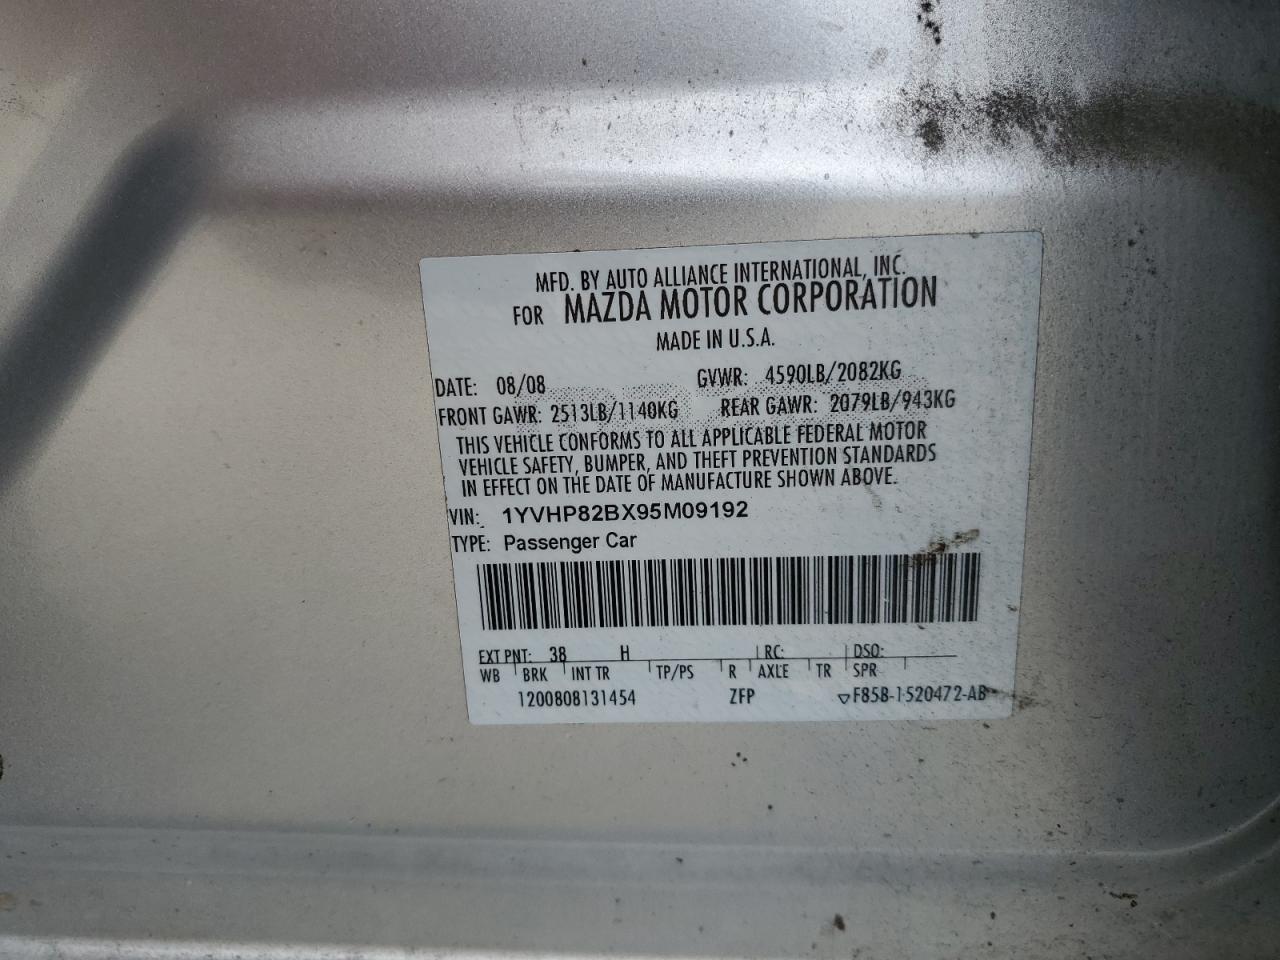 MFD. BY AUTO ALLIANCE INTERNATIONAL, INC.
FOR MAZDA MOTOR CORPORATION
MADE IN U.S.A.
DATE: 08/08 GVWR: 4590LB/2082KG
FRONT GAWR: 2513LB/1140KG REAR GAWR: 2079LB/943KG
THIS VEHICLE CONFORMS TO ALL APPLICABLE FEDERAL MOTOR
VEHICLE SAFETY, BUMPER, AND THEFT PREVENTION STANDARDS
IN EFFECT ON THE DATE OF MANUFACTURE SHOWN ABOVE.
VIN: 1YVHP82BX95M09192
TYPE: Passenger Car
EXT PNT: 38 H RC: DSO:
WB BRK INT TR TP/PS R AXLE TR SPR
1200808131454 ZFP ▽F85B-1520472-AB